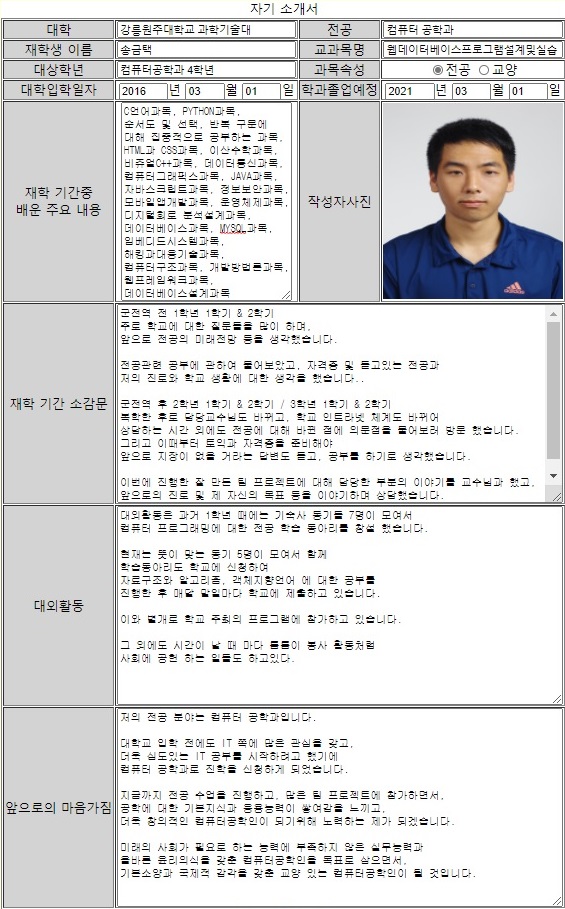 자기 소개서
대학 강릉원주대학교 과학기술대 전공 컴퓨터 공학과
재학생 이름 송금택 교과목명 웹데이터베이스프로그램설계및실습
대상학년 컴퓨터공학과 4학년 과목속성 전공 교양
대학입학일자 2016 년 03 월 01 일 학과졸업예정 2021 년 03 월 01 일
재학 기간중
배운 주요 내용
C언어과목, PYTHON과목,
순서도 및 선택, 반복 구문에
대해 집중적으로 공부하는 과목,
HTML과 CSS과목, 이산수학과목,
비쥬얼C++과목, 데이터통신과목,
컴퓨터그래픽스과목, JAVA과목,
자바스크립트과목, 정보보안과목,
모바일앱개발과목, 운영체제과목,
디지털회로 분석설계과목,
데이터베이스과목, MYSQL과목,
임베디드시스템과목,
해킹과대응기술과목,
컴퓨터구조과목, 개발방법론과목,
웹프레임워크과목,
데이터베이스설계과목
작성자사진
adidas
재학 기간 소감문
군전역 전 1학년 1학기 & 2학기
주로 학교에 대한 질문들을 많이 하며,
앞으로 전공의 미래전망 등을 생각했습니다.
전공관련 공부에 관하여 물어보았고, 자격증 및 듣고있는 전공과
저의 진로와 학교 생활에 대한 생각을 했습니다..
군전역 후 2학년 1학기 & 2학기 / 3학년 1학기 & 2학기
복학한 후로 담당교수님도 바뀌고, 학교 인트라넷 체계도 바뀌어
상담하는 시간 외에도 전공에 대해 바뀐 점에 의문점을 물어보려 방문 했습니다.
그리고 이때부터 토익과 자격증을 준비해야
앞으로 지장이 없을 거라는 답변도 듣고, 공부를 하기로 생각했습니다.
이번에 진행한 잘 만든 팀 프로젝트에 대해 담당한 부분의 이야기를 교수님과 했고,
앞으로의 진로 및 제 자신의 목표 등을 이야기하며 상담했습니다.
대외활동
대외활동은 과거 1학년 때에는 기숙사 동기들 7명이 모여서
컴퓨터 프로그래밍에 대한 전공 학습 동아리를 창설 했습니다.
현재는 뜻이 맞는 동기 5명이 모여서 함께
학습동아리도 학교에 신청하여
자료구조와 알고리즘, 객체지향언어 에 대한 공부를
진행한 후 매달 말일마다 학교에 제출하고 있습니다.
이와 별개로 학교 주최의 프로그램에 참가하고 있습니다.
그 외에도 시간이 날 때 마다 틈틈이 봉사 활동처럼
사회에 공헌 하는 일들도 하고있다.
앞으로의 마음가짐
저의 전공 분야는 컴퓨터 공학과입니다.
대학교 입학 전에도 IT 쪽에 많은 관심을 갖고,
더욱 심도있는 IT 공부를 시작하려고 했기에
컴퓨터 공학과로 진학을 신청하게 되었습니다.
지금까지 전공 수업을 진행하고, 많은 팀 프로젝트에 참가하면서,
공학에 대한 기본지식과 응용능력이 쌓여감을 느끼고,
더욱 창의적인 컴퓨터공학인이 되기위해 노력하는 제가 되겠습니다.
미래의 사회가 필요로 하는 능력에 부족하지 않은 실무능력과
올바른 윤리의식을 갖춘 컴퓨터공학인을 목표로 삼으면서,
기본소양과 국제적 감각을 갖춘 교양 있는 컴퓨터공학인이 될 것입니다.